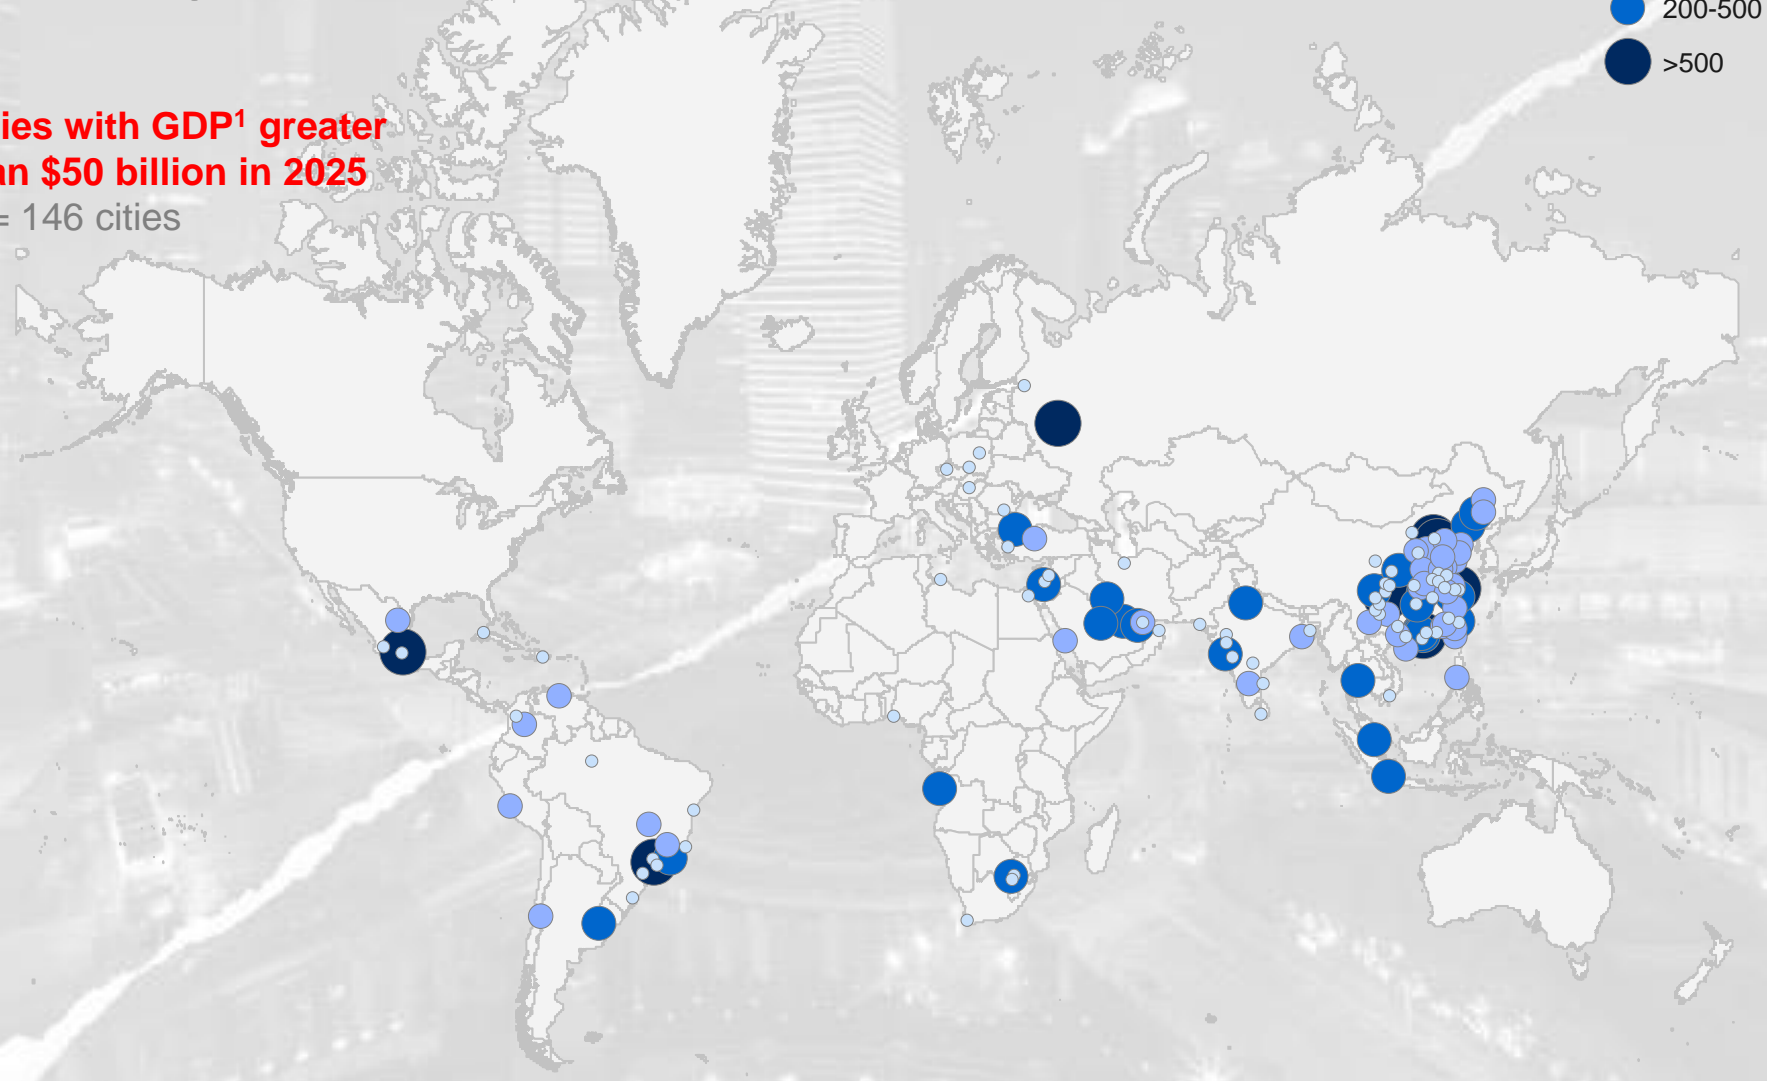 200-500
>500
ies with GDP¹ greater
an $50 billion in 2025
= 146 cities